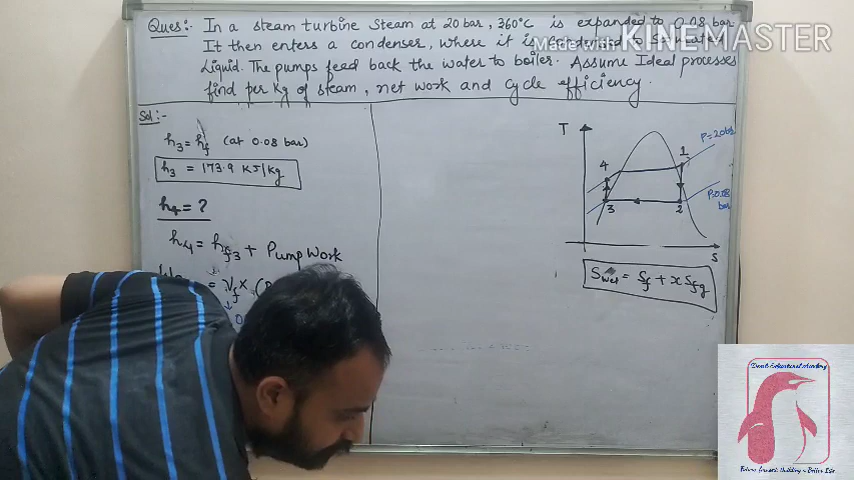 Ques:- In a steam turbine steam at 20 bar, 360°C is expanded to 0.08 bar
It then enters a condenser, where it is
Made with KINEMASTER
Liquid. The pumps feed back the water to boiler. Assume Ideal processes
find per Kg of steam, net work and cycle efficiency.
Sol:-
h3 = hf (at 0.08 bar)
h3 = 173.9 KJ/Kg
h4 = ?
h4 = hf3 + Pump Work
= Vf x (P
T
4
1
3
2
S
P=20bar
P=0.08
bar
Swet = Sf + x Sfg